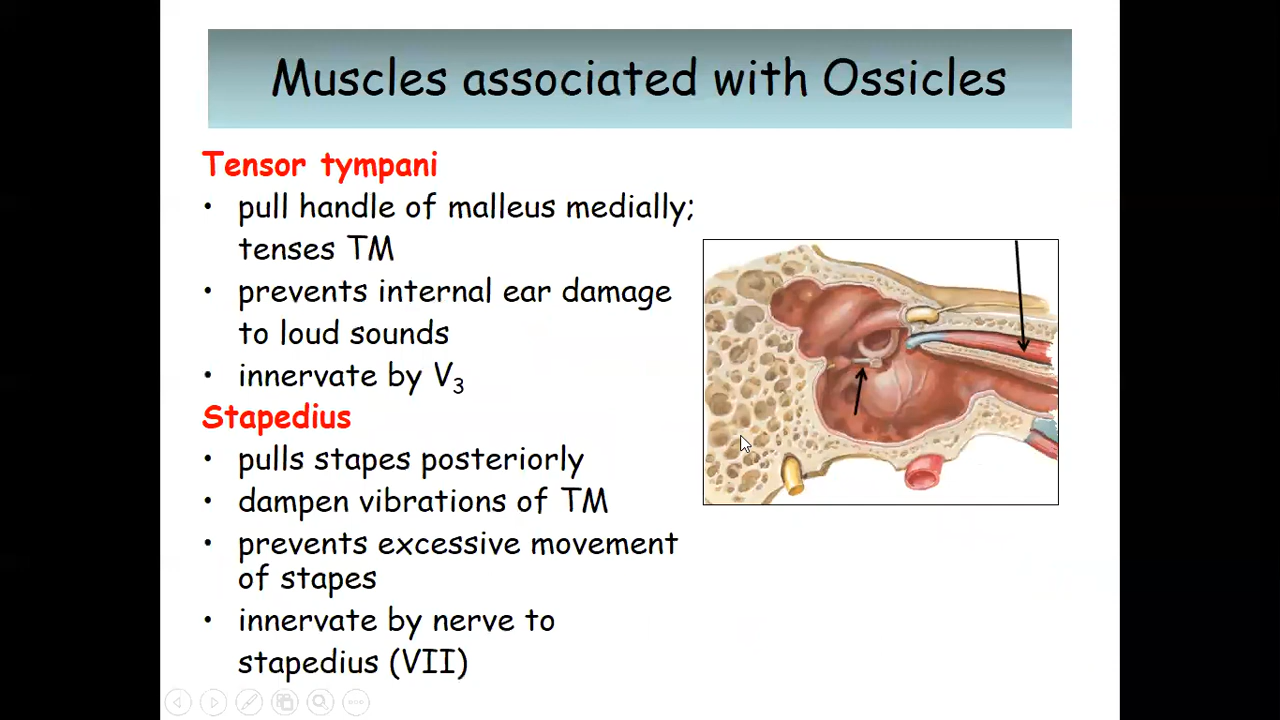 Muscles associated with Ossicles
Tensor tympani
• pull handle of malleus medially;
tenses TM
• prevents internal ear damage
to loud sounds
• innervate by V₃
Stapedius
• pulls stapes posteriorly
• dampen vibrations of TM
• prevents excessive movement
of stapes
• innervate by nerve to
stapedius (VII)